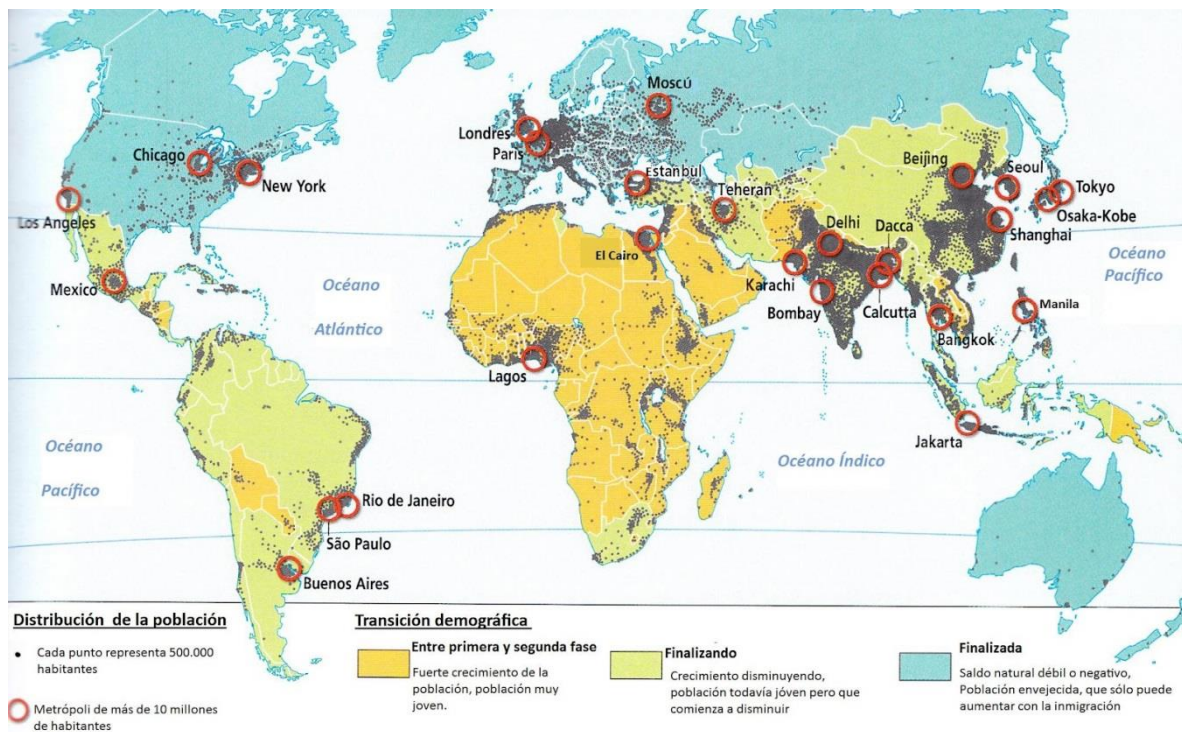 Moscú
Londres
París
Chicago
New York
Los Angeles
Estanbul
Teheran
Beijing
Seoul
Tokyo
Osaka-Kobe
Shanghai
Delhi
Dacca
El Cairo
Karachi
Bombay
Calcutta
Bangkok
Manila
Mexico
Océano
Atlántico
Océano
Pacífico
Lagos
Jakarta
Océano
Pacífico
Océano Índico
Rio de Janeiro
São Paulo
Buenos Aires
Distribución de la población
Cada punto representa 500.000
habitantes
Metrópoli de más de 10 millones
de habitantes
Transición demográfica
Entre primera y segunda fase
Fuerte crecimiento de la
población, población muy
joven.
Finalizando
Crecimiento disminuyendo,
población todavía jóven pero que
comienza a disminuir
Finalizada
Saldo natural débil o negativo,
Población envejecida, que sólo puede
aumentar con la inmigración